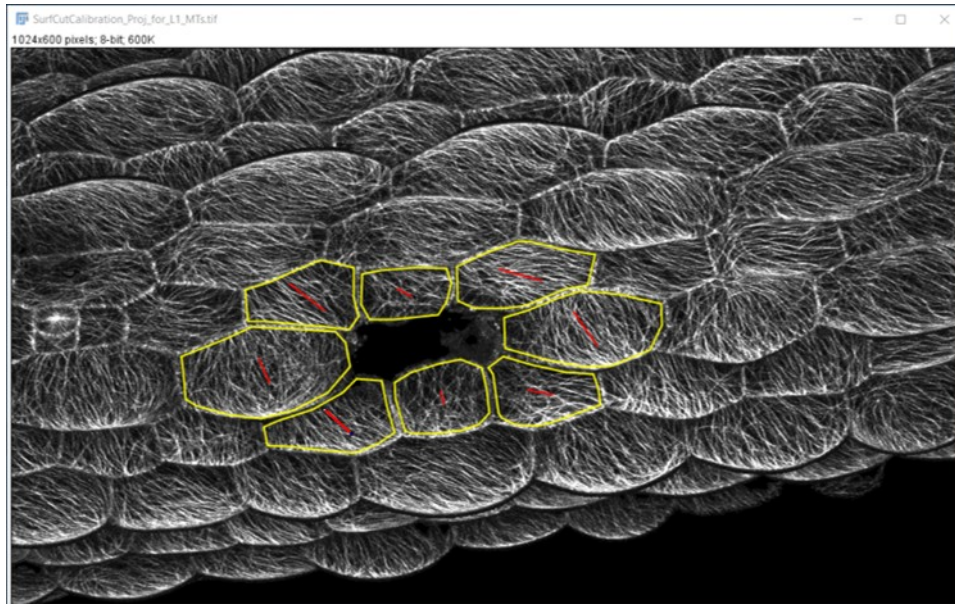 SurfCutCalibration_Proj_for_L1_MTs.tif
1024x600 pixels; 8-bit; 600K